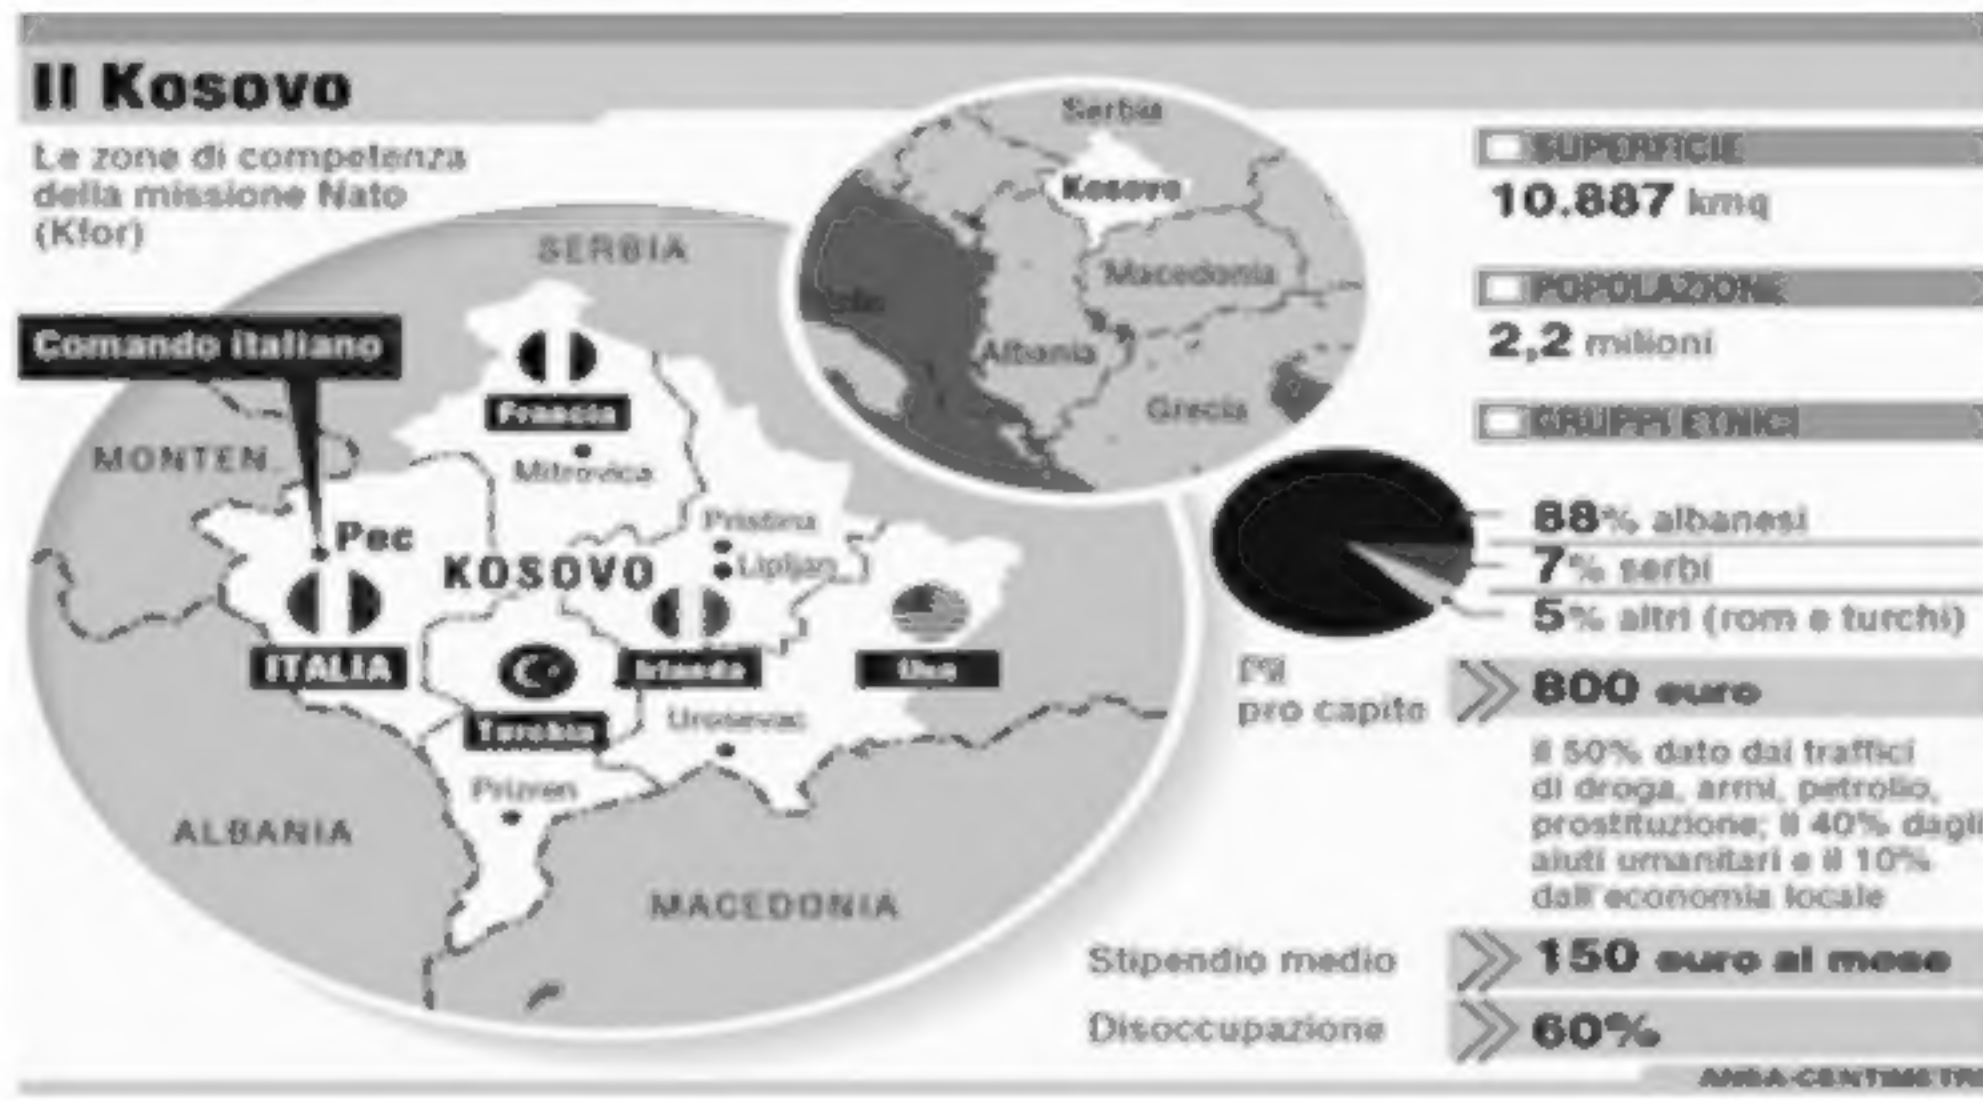 Il Kosovo
Le zone di competenza
della missione Nato
(Kfor)
Comando italiano
SERBIA
MONTEN.
Francia
Mitrovica
Pec
KOSOVO
Pristina
Lipljan
ITALIA
Turchia
Irlanda
Usa
Urosevac
Prizren
ALBANIA
MACEDONIA
Serbia
Kosovo
Macedonia
Albania
Grecia
SUPERFICIE
10.887 kmq
POPOLAZIONE
2,2 milioni
GRUPPI ETNICI
88% albanesi
7% serbi
5% altri (rom e turchi)
Pil
pro capite
800 euro
il 50% dato dai traffici
di droga, armi, petrolio,
prostituzione; il 40% dagli
aiuti umanitari e il 10%
dall'economia locale
Stipendio medio
150 euro al mese
Disoccupazione
60%
ANSA-CENTIMETRI